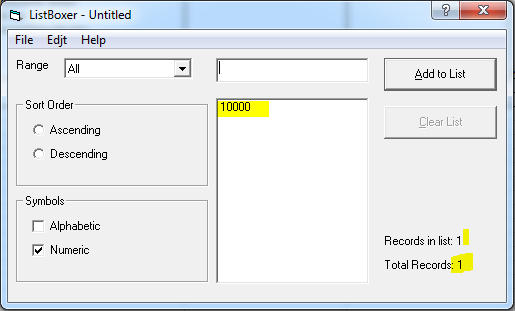 ListBoxer - Untitled
File Edjt Help
Range All Add to List
10000
Sort Order
Ascending
Descending
Clear List
Symbols
Alphabetic
Numeric
Records in list: 1
Total Records: 1